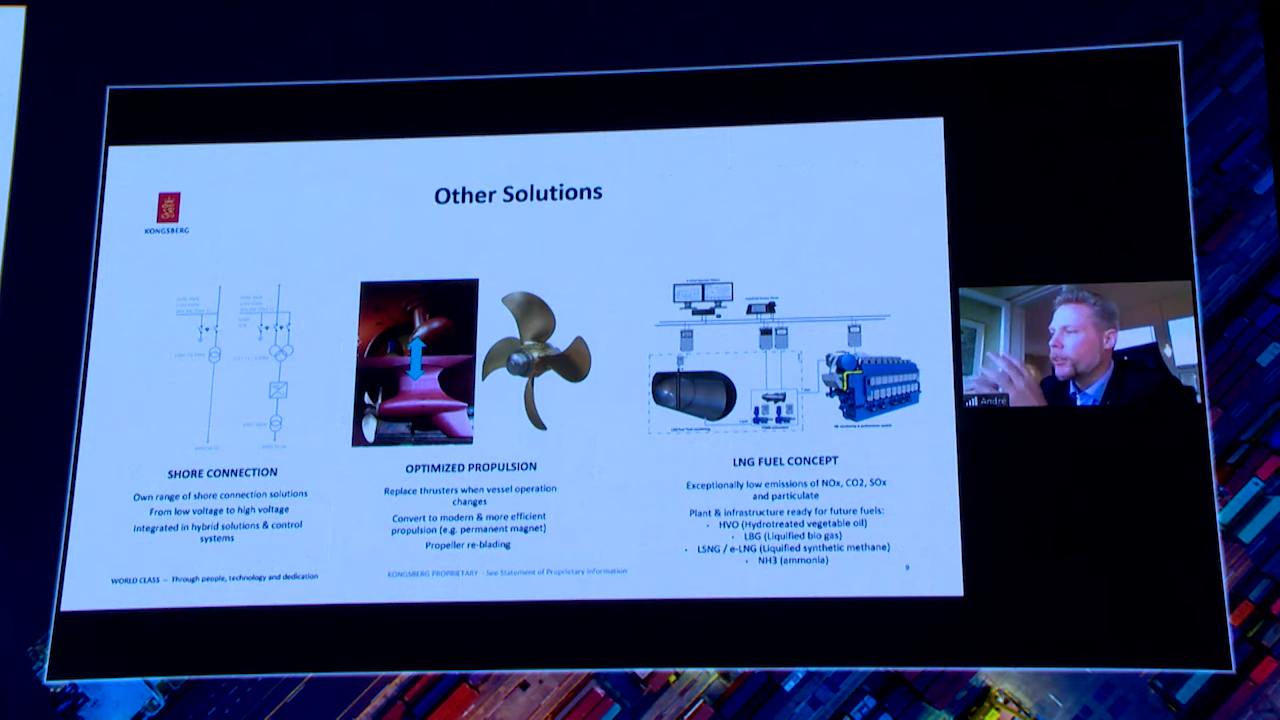 Other Solutions
KONGSBERG
SHORE CONNECTION
Own range of shore connection solutions
From low voltage to high voltage
Integrated in hybrid solutions & control
systems
OPTIMIZED PROPULSION
Replace thrusters when vessel operation
changes
Convert to modern & more efficient
propulsion (e.g. permanent magnet)
Propeller re-blading
LNG FUEL CONCEPT
Exceptionally low emissions of NOx, CO2, SOx
and particulate
Plant & infrastructure ready for future fuels:
• HVO (Hydrotreated vegetable oil)
• LBG (Liquified bio gas)
• LSNG / e-LNG (Liquified synthetic methane)
• NH3 (ammonia)
WORLD CLASS – Through people, technology and dedication
KONGSBERG PROPRIETARY - See Statement of Proprietary information
9
André